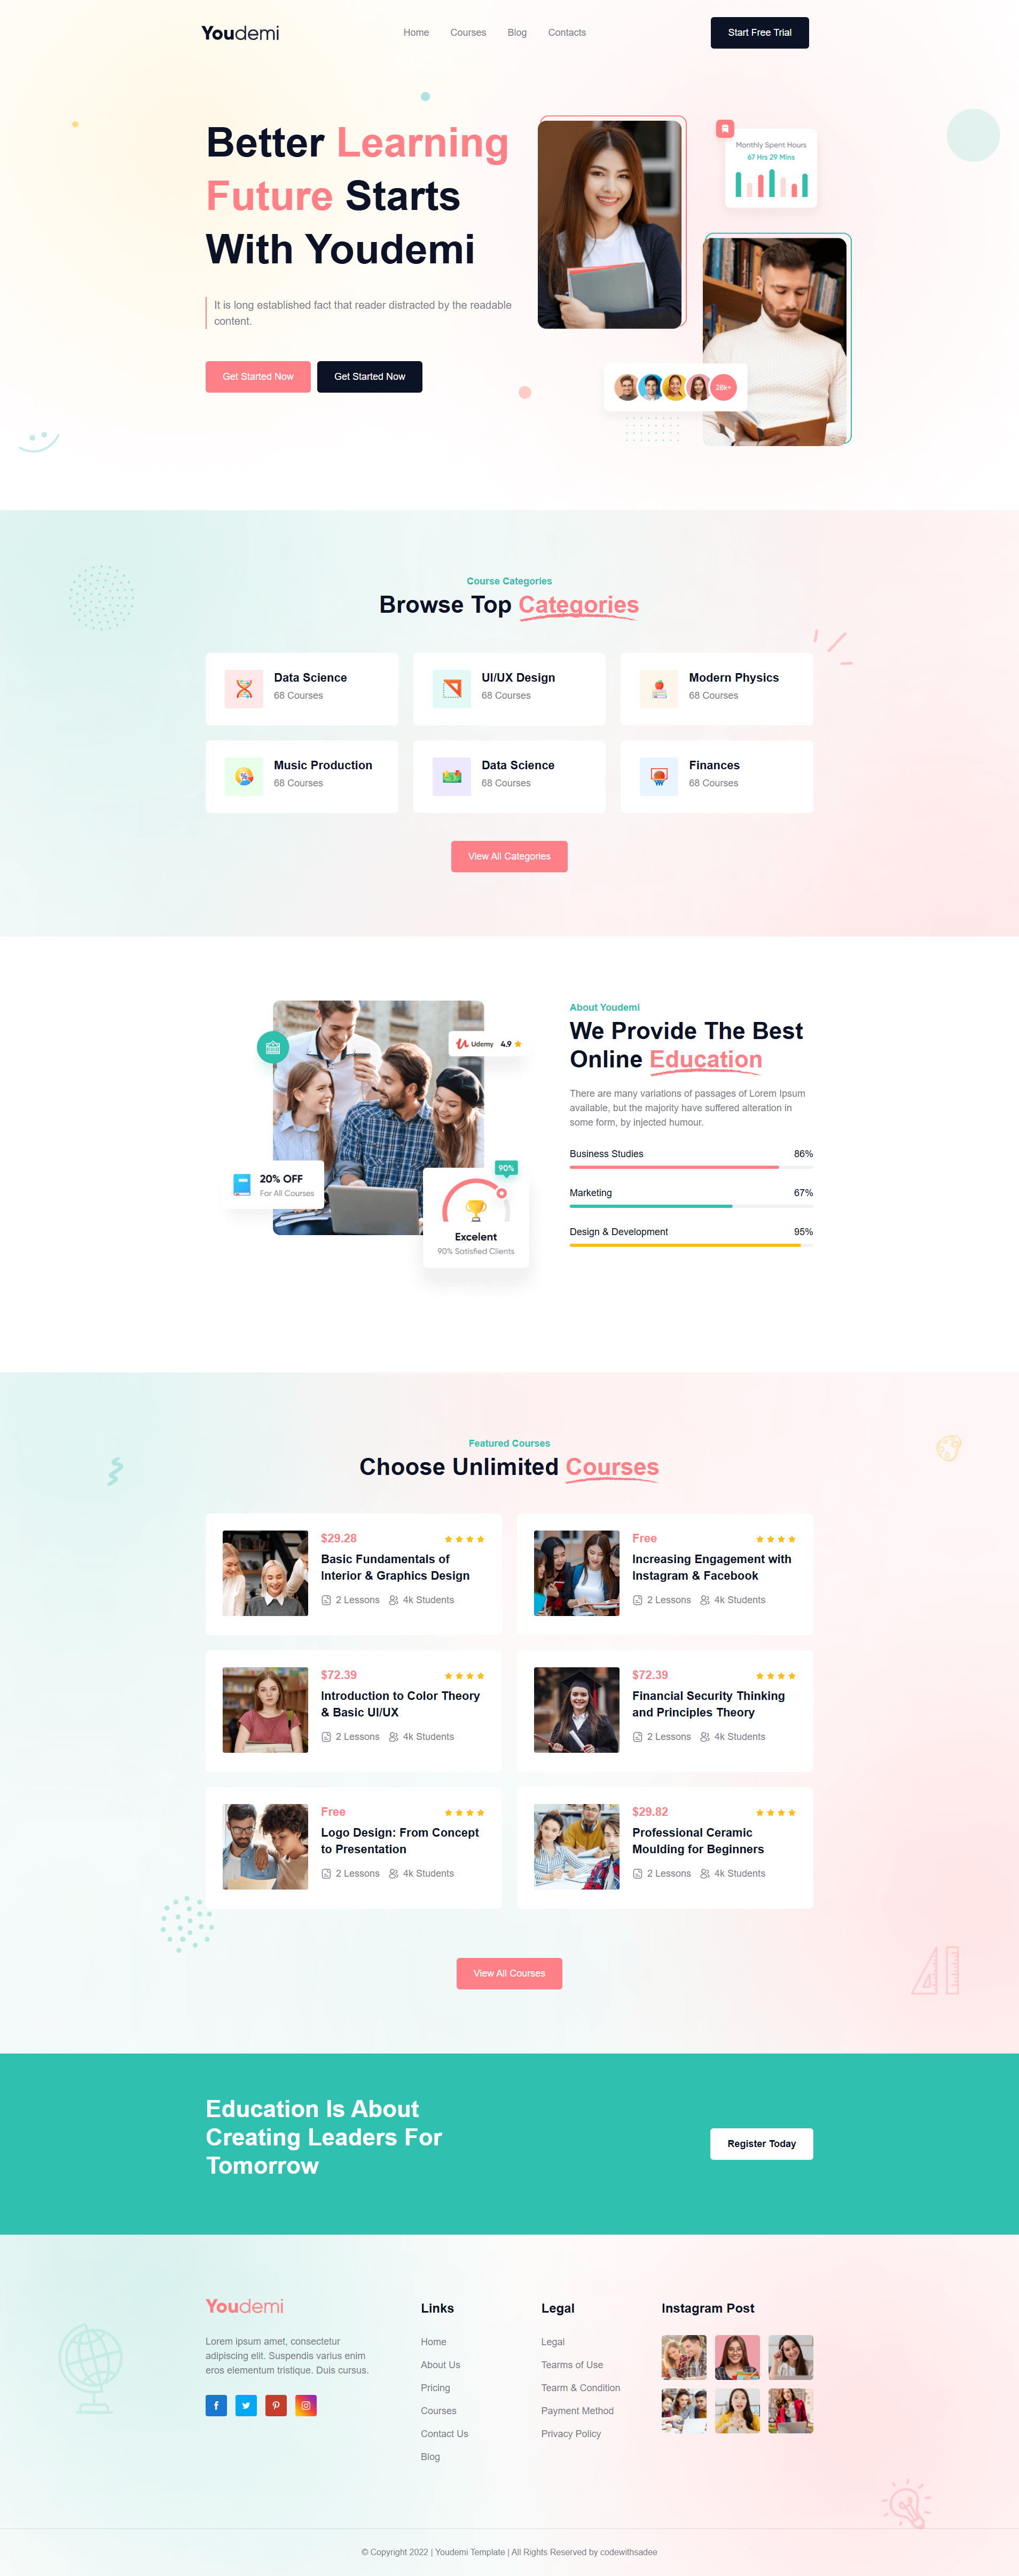 Youdemi
Home
Courses
Blog
Contacts
Start Free Trial
Better Learning
Future Starts
With Youdemi
It is long established fact that reader distracted by the readable
content.
Get Started Now
Get Started Now
Monthly Spent Hours
67 Hrs 29 Mins
28k+
Course Categories
Browse Top Categories
Data Science
68 Courses
UI/UX Design
68 Courses
Modern Physics
68 Courses
Music Production
68 Courses
Data Science
68 Courses
Finances
68 Courses
View All Categories
Udemy 4.9
20% OFF
For All Courses
90%
Excelent
90% Satisfied Clients
About Youdemi
We Provide The Best
Online Education
There are many variations of passages of Lorem Ipsum
available, but the majority have suffered alteration in
some form, by injected humour.
Business Studies 86%
Marketing 67%
Design & Development 95%
Featured Courses
Choose Unlimited Courses
$29.28
Basic Fundamentals of
Interior & Graphics Design
2 Lessons 4k Students
Free
Increasing Engagement with
Instagram & Facebook
2 Lessons 4k Students
$72.39
Introduction to Color Theory
& Basic UI/UX
2 Lessons 4k Students
$72.39
Financial Security Thinking
and Principles Theory
2 Lessons 4k Students
Free
Logo Design: From Concept
to Presentation
2 Lessons 4k Students
$29.82
Professional Ceramic
Moulding for Beginners
2 Lessons 4k Students
View All Courses
Education Is About
Creating Leaders For
Tomorrow
Register Today
Youdemi
Lorem ipsum amet, consectetur
adipiscing elit. Suspendis varius enim
eros elementum tristique. Duis cursus.
Links
Home
About Us
Pricing
Courses
Contact Us
Blog
Legal
Legal
Tearms of Use
Tearm & Condition
Payment Method
Privacy Policy
Instagram Post
© Copyright 2022 | Youdemi Template | All Rights Reserved by codewithsadee